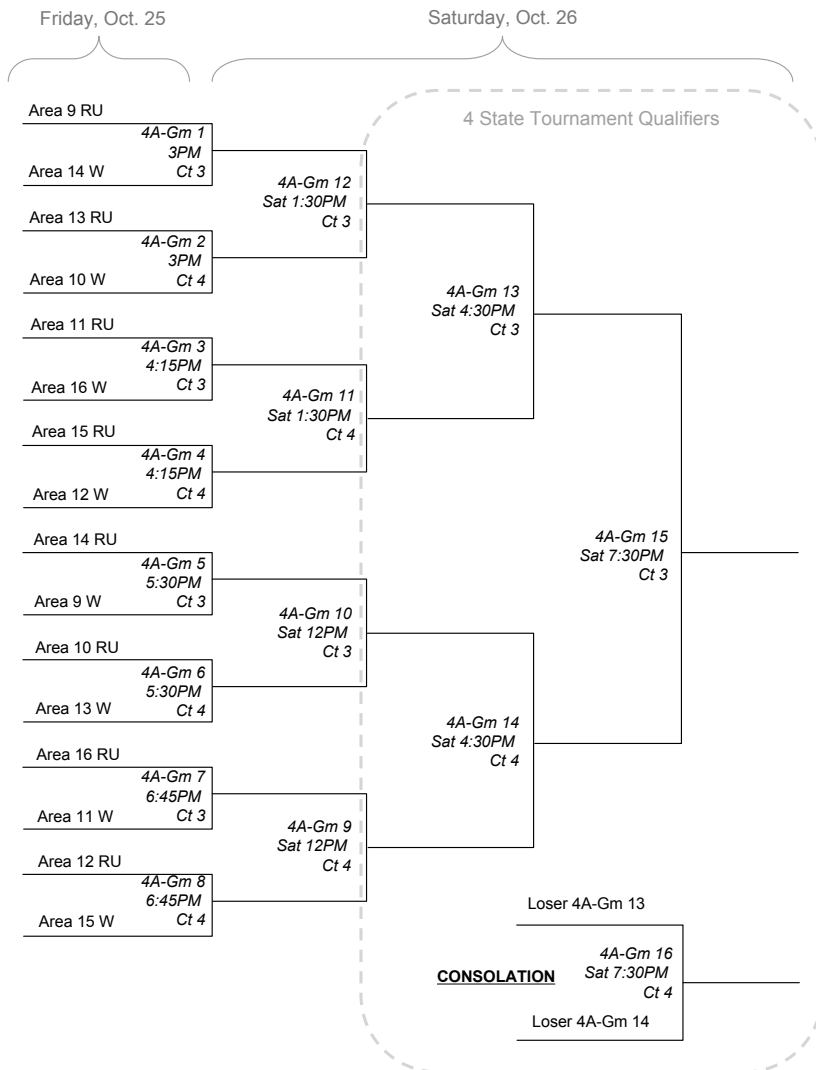 Friday, Oct. 25
Saturday, Oct. 26
4 State Tournament Qualifiers
Area 9 RU
4A-Gm 1
3PM
Ct 3
Area 14 W
4A-Gm 12
Sat 1:30PM
Ct 3
Area 13 RU
4A-Gm 2
3PM
Ct 4
Area 10 W
4A-Gm 13
Sat 4:30PM
Ct 3
Area 11 RU
4A-Gm 3
4:15PM
Ct 3
Area 16 W
4A-Gm 11
Sat 1:30PM
Ct 4
Area 15 RU
4A-Gm 4
4:15PM
Ct 4
Area 12 W
4A-Gm 15
Sat 7:30PM
Ct 3
Area 14 RU
4A-Gm 5
5:30PM
Ct 3
Area 9 W
4A-Gm 10
Sat 12PM
Ct 3
Area 10 RU
4A-Gm 6
5:30PM
Ct 4
Area 13 W
4A-Gm 14
Sat 4:30PM
Ct 4
Area 16 RU
4A-Gm 7
6:45PM
Ct 3
Area 11 W
4A-Gm 9
Sat 12PM
Ct 4
Area 12 RU
4A-Gm 8
6:45PM
Ct 4
Area 15 W
Loser 4A-Gm 13
4A-Gm 16
Sat 7:30PM
Ct 4
CONSOLATION
Loser 4A-Gm 14